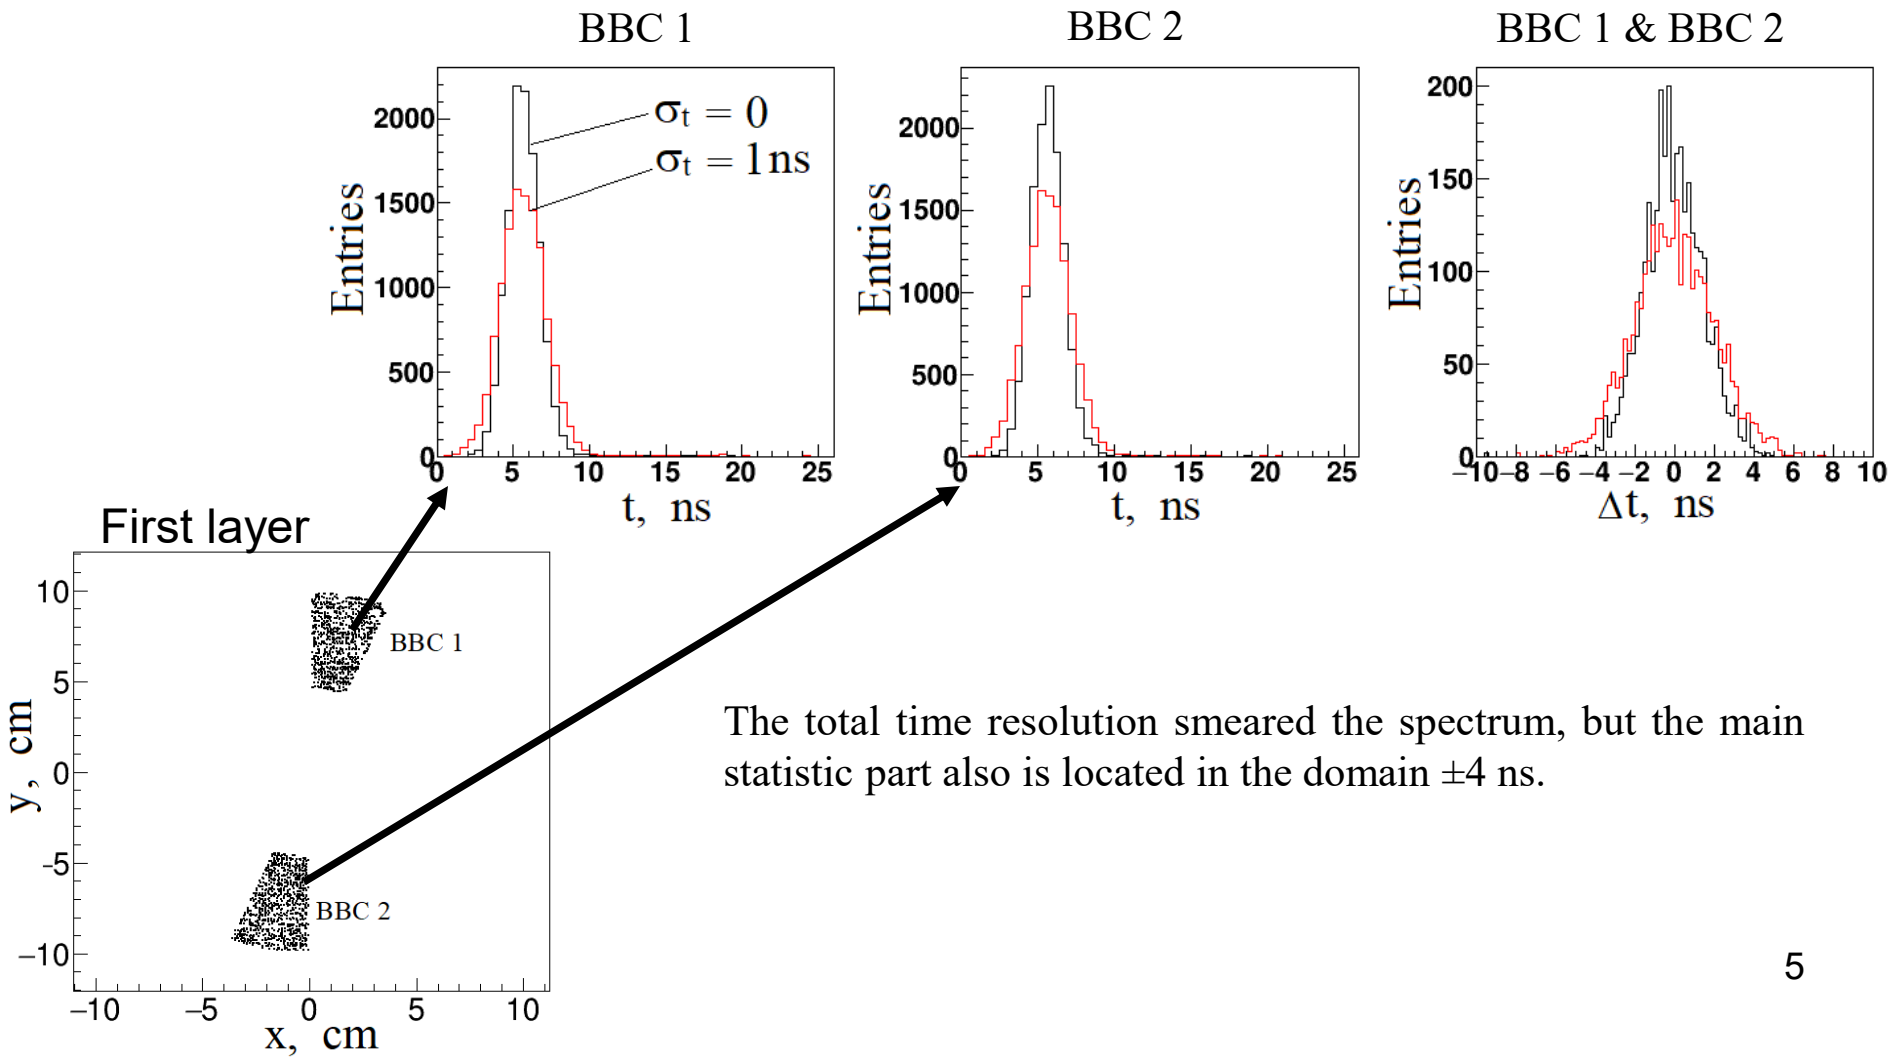 BBC 1
BBC 2
BBC 1 & BBC 2
2000
1500
1000
500
0
Entries
σt = 0
σt = 1ns
0 5 10 15 20 25
t, ns
2000
1500
1000
500
0
Entries
0 5 10 15 20 25
t, ns
200
150
100
50
0
Entries
−10 −8 −6 −4 −2 0 2 4 6 8 10
Δt, ns
First layer
10
5
0
−5
−10
y, cm
BBC 1
BBC 2
−10 −5 0 5 10
x, cm
The total time resolution smeared the spectrum, but the main
statistic part also is located in the domain ±4 ns.
5